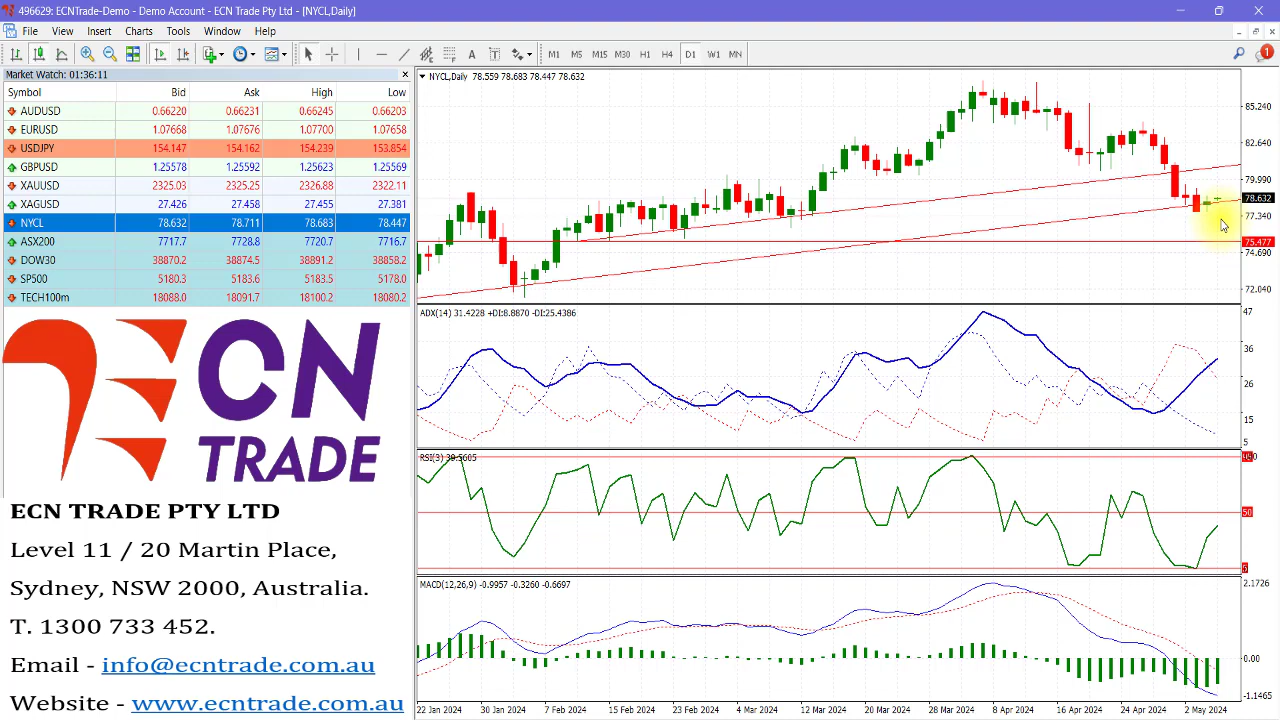 496629: ECNTrade-Demo - Demo Account - ECN Trade Pty Ltd - [NYCL,Daily]
File View Insert Charts Tools Window Help
A T M1 M5 M15 M30 H1 H4 D1 W1 MN 1
Market Watch: 01:36:11
Symbol Bid Ask High Low
AUDUSD 0.66220 0.66231 0.66245 0.66203
EURUSD 1.07668 1.07676 1.07700 1.07658
USDJPY 154.147 154.162 154.239 153.854
GBPUSD 1.25578 1.25592 1.25623 1.25569
XAUUSD 2325.03 2325.25 2326.88 2322.11
XAGUSD 27.426 27.458 27.455 27.381
NYCL 78.632 78.711 78.683 78.447
ASX200 7717.7 7728.8 7720.7 7716.7
DOW30 38870.2 38874.5 38891.2 38858.2
SP500 5180.3 5183.6 5185.3 5178.0
TECH100m 18088.0 18091.7 18100.2 18080.2
ECN
TRADE
ECN TRADE PTY LTD
Level 11 / 20 Martin Place,
Sydney, NSW 2000, Australia.
T. 1300 733 452.
Email - info@ecntrade.com.au
Website - www.ecntrade.com.au
NYCL,Daily 78.559 78.683 78.447 78.632
85.240
82.640
79.990
78.632
77.340
75.477
74.690
72.040
ADX(14) 31.4228 +DI:8.8870 -DI:25.4386
47
36
26
15
5
RSI(3) 39.5605
50
MACD(12,26,9) -0.9957 -0.3260 -0.6697
2.1726
0.00
-1.1465
22 Jan 2024 30 Jan 2024 7 Feb 2024 15 Feb 2024 23 Feb 2024 4 Mar 2024 12 Mar 2024 20 Mar 2024 28 Mar 2024 8 Apr 2024 16 Apr 2024 24 Apr 2024 2 May 2024